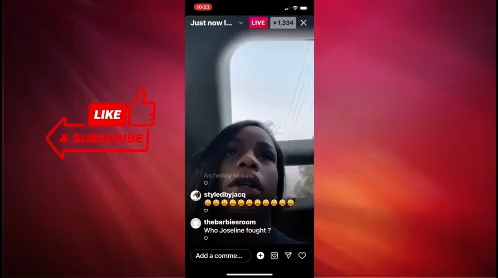 10:23
Just now I...
LIVE
1,334
LIKE
& SUBSCRIBE
styledbyjacq
😩😩😩😩😩😩😩😩😩😩😩
thebarbiesroom
Who Joseline fought ?
Add a comme...